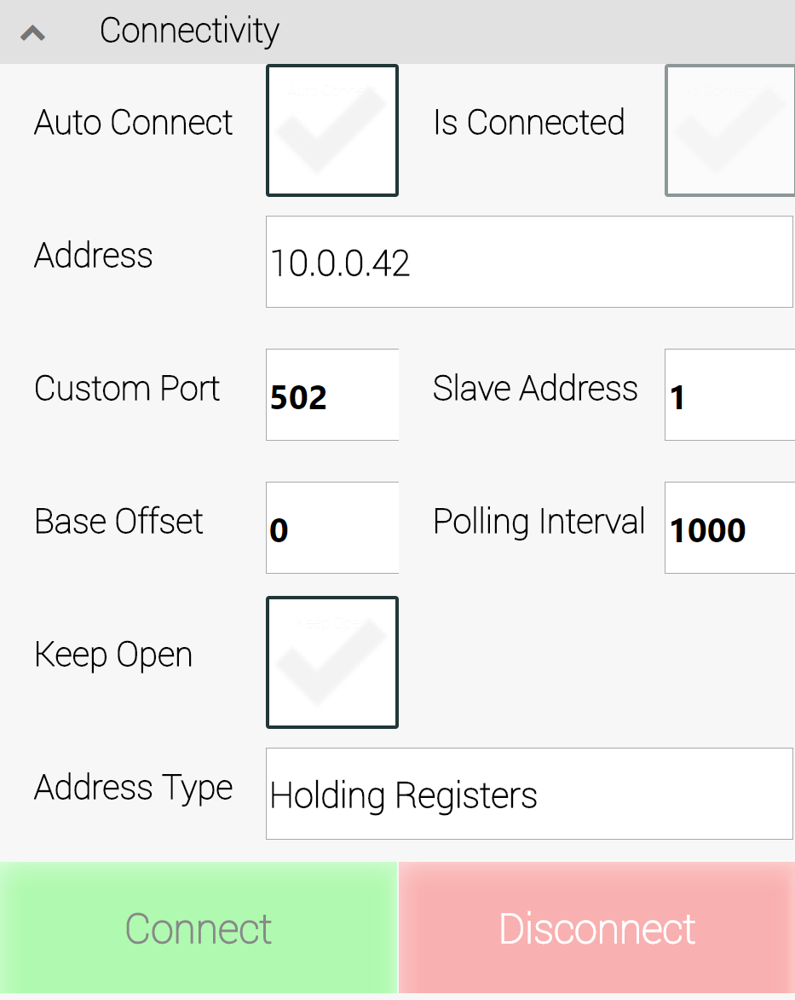 Connectivity
Auto Connect
Auto Connect
Is Connected
Address
10.0.0.42
Custom Port
502
Slave Address
1
Base Offset
0
Polling Interval
1000
Keep Open
Keep Open
Address Type
Holding Registers
Connect
Disconnect